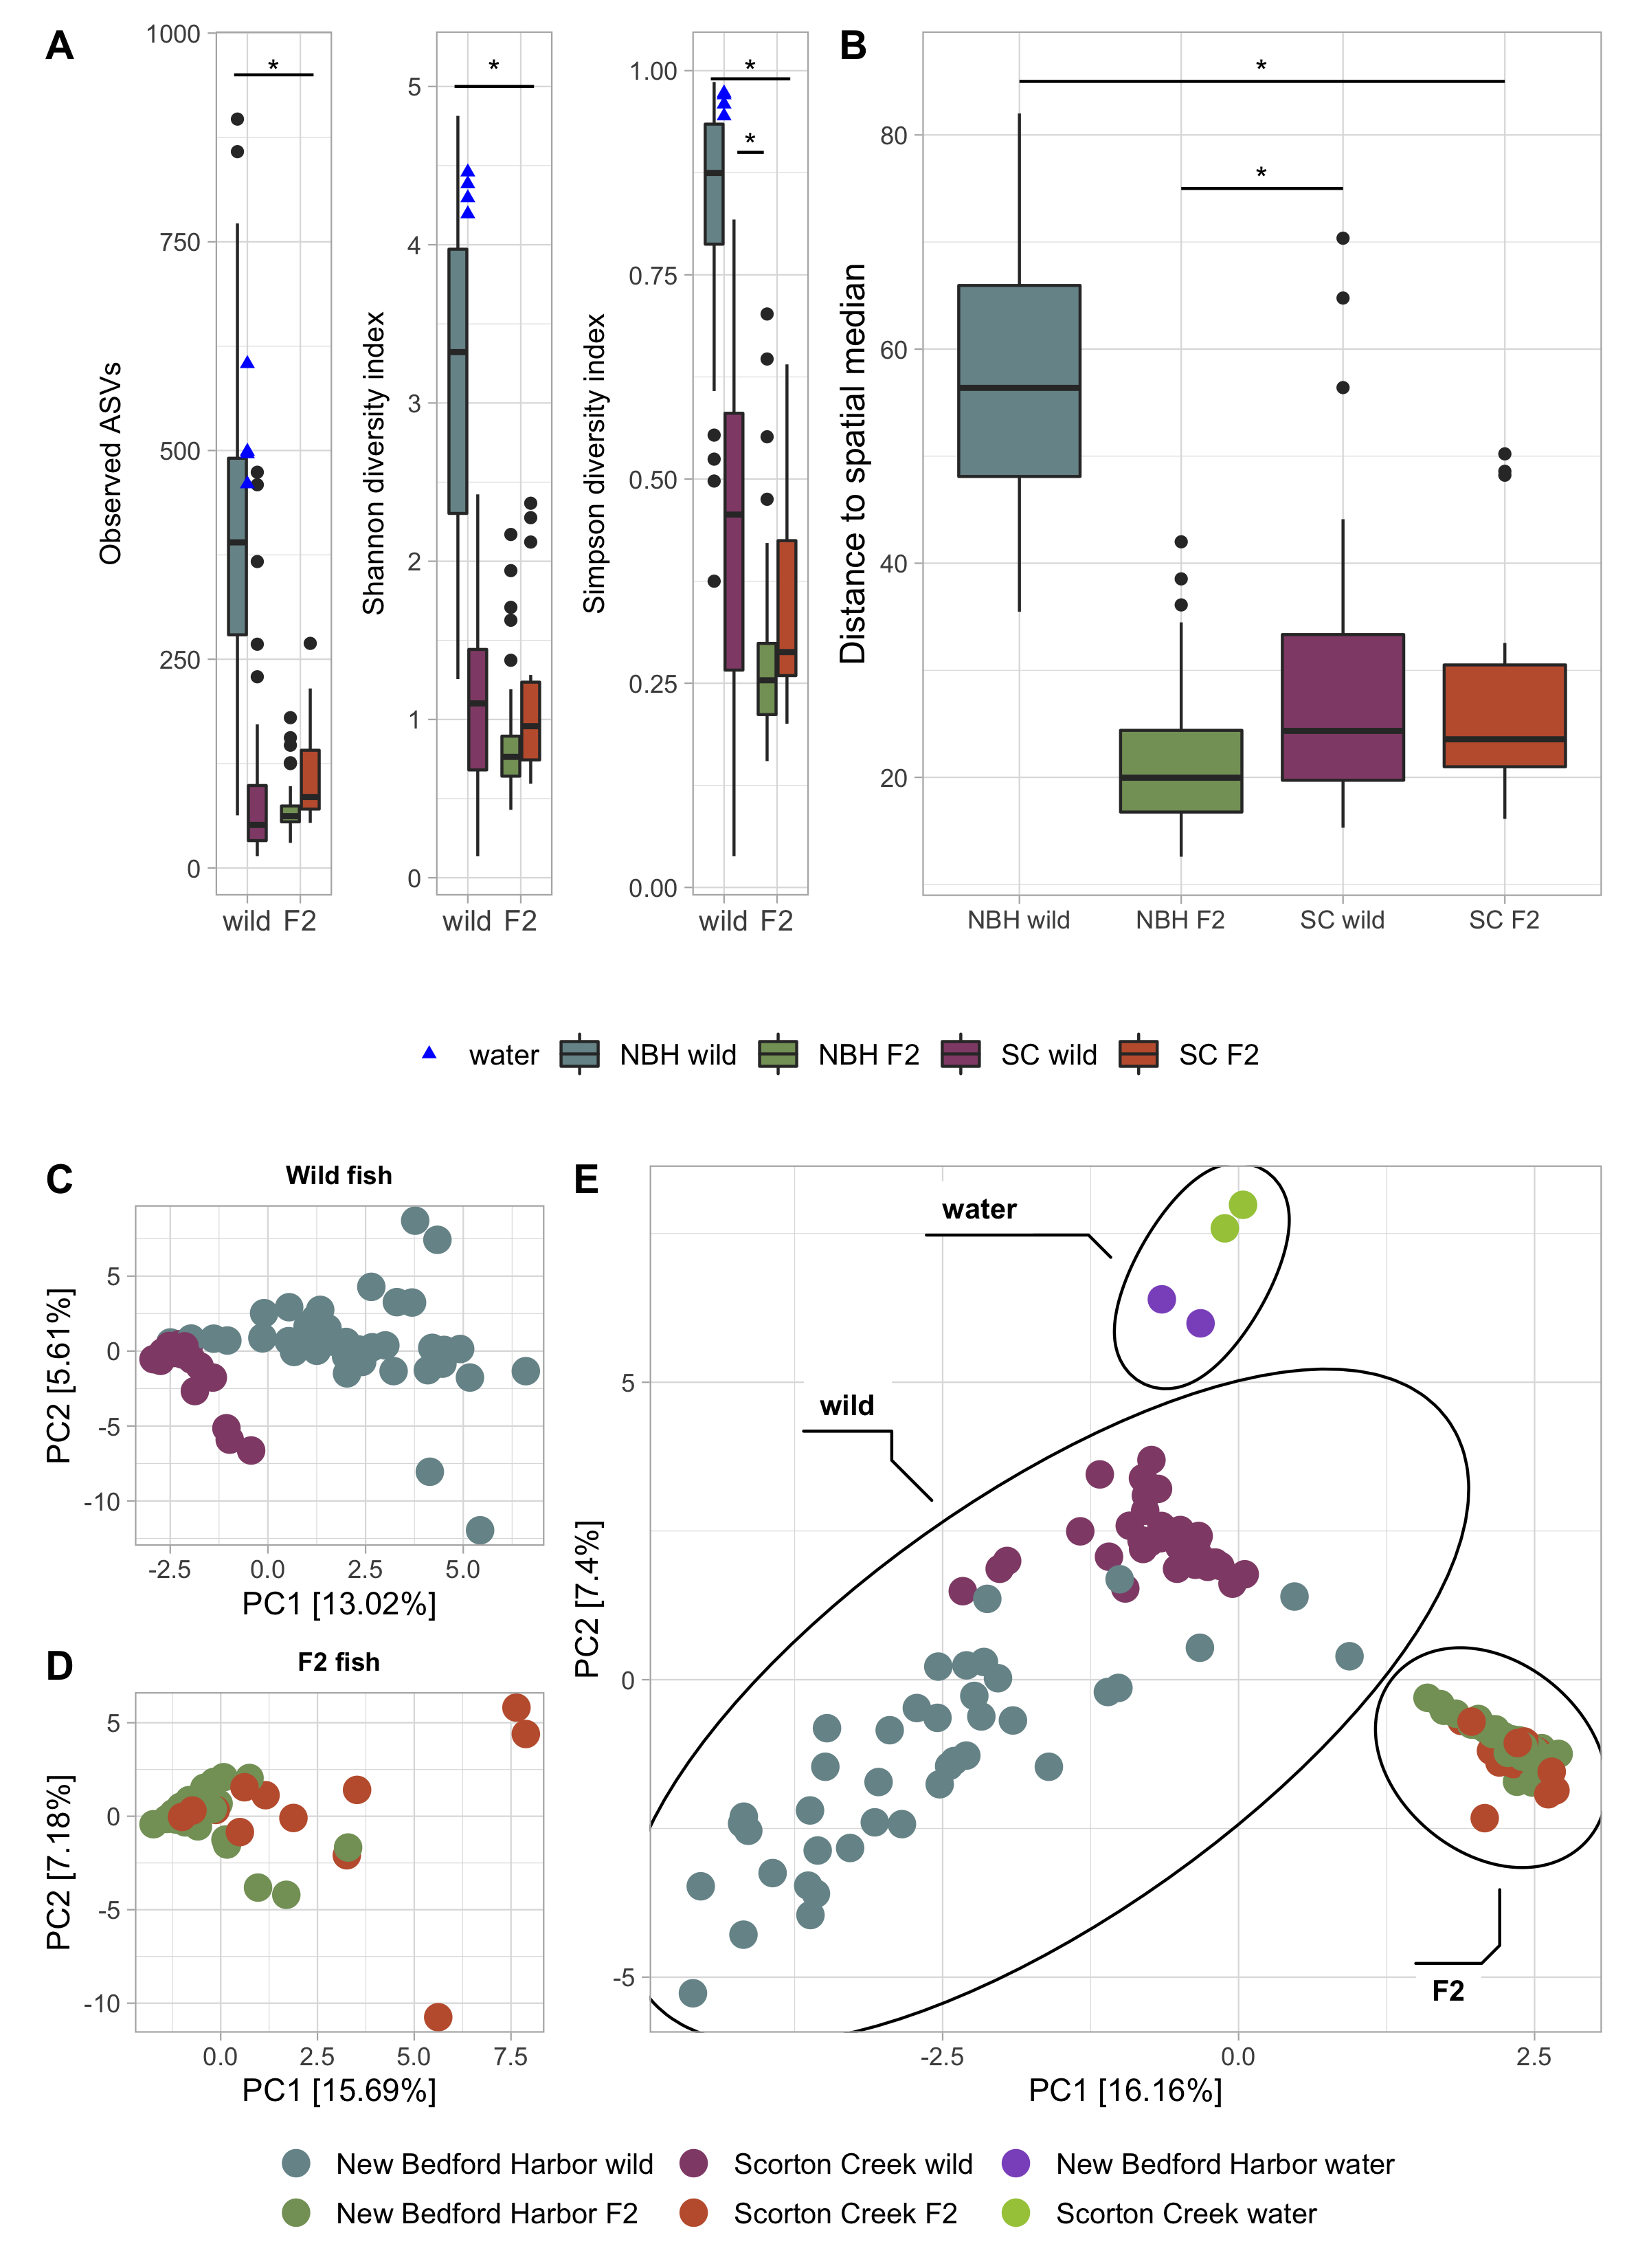 A
Observed ASVs
1000
750
500
250
0
*
wild F2
Shannon diversity index
5
4
3
2
1
0
*
wild F2
Simpson diversity index
1.00
0.75
0.50
0.25
0.00
*
*
wild F2
B
Distance to spatial median
80
60
40
20
*
*
NBH wild NBH F2 SC wild SC F2
water NBH wild NBH F2 SC wild SC F2
C
Wild fish
PC2 [5.61%]
5
0
-5
-10
-2.5 0.0 2.5 5.0
PC1 [13.02%]
D
F2 fish
PC2 [7.18%]
5
0
-5
-10
0.0 2.5 5.0 7.5
PC1 [15.69%]
E
PC2 [7.4%]
5
0
-5
water
wild
F2
-2.5 0.0 2.5
PC1 [16.16%]
New Bedford Harbor wild Scorton Creek wild New Bedford Harbor water
New Bedford Harbor F2 Scorton Creek F2 Scorton Creek water